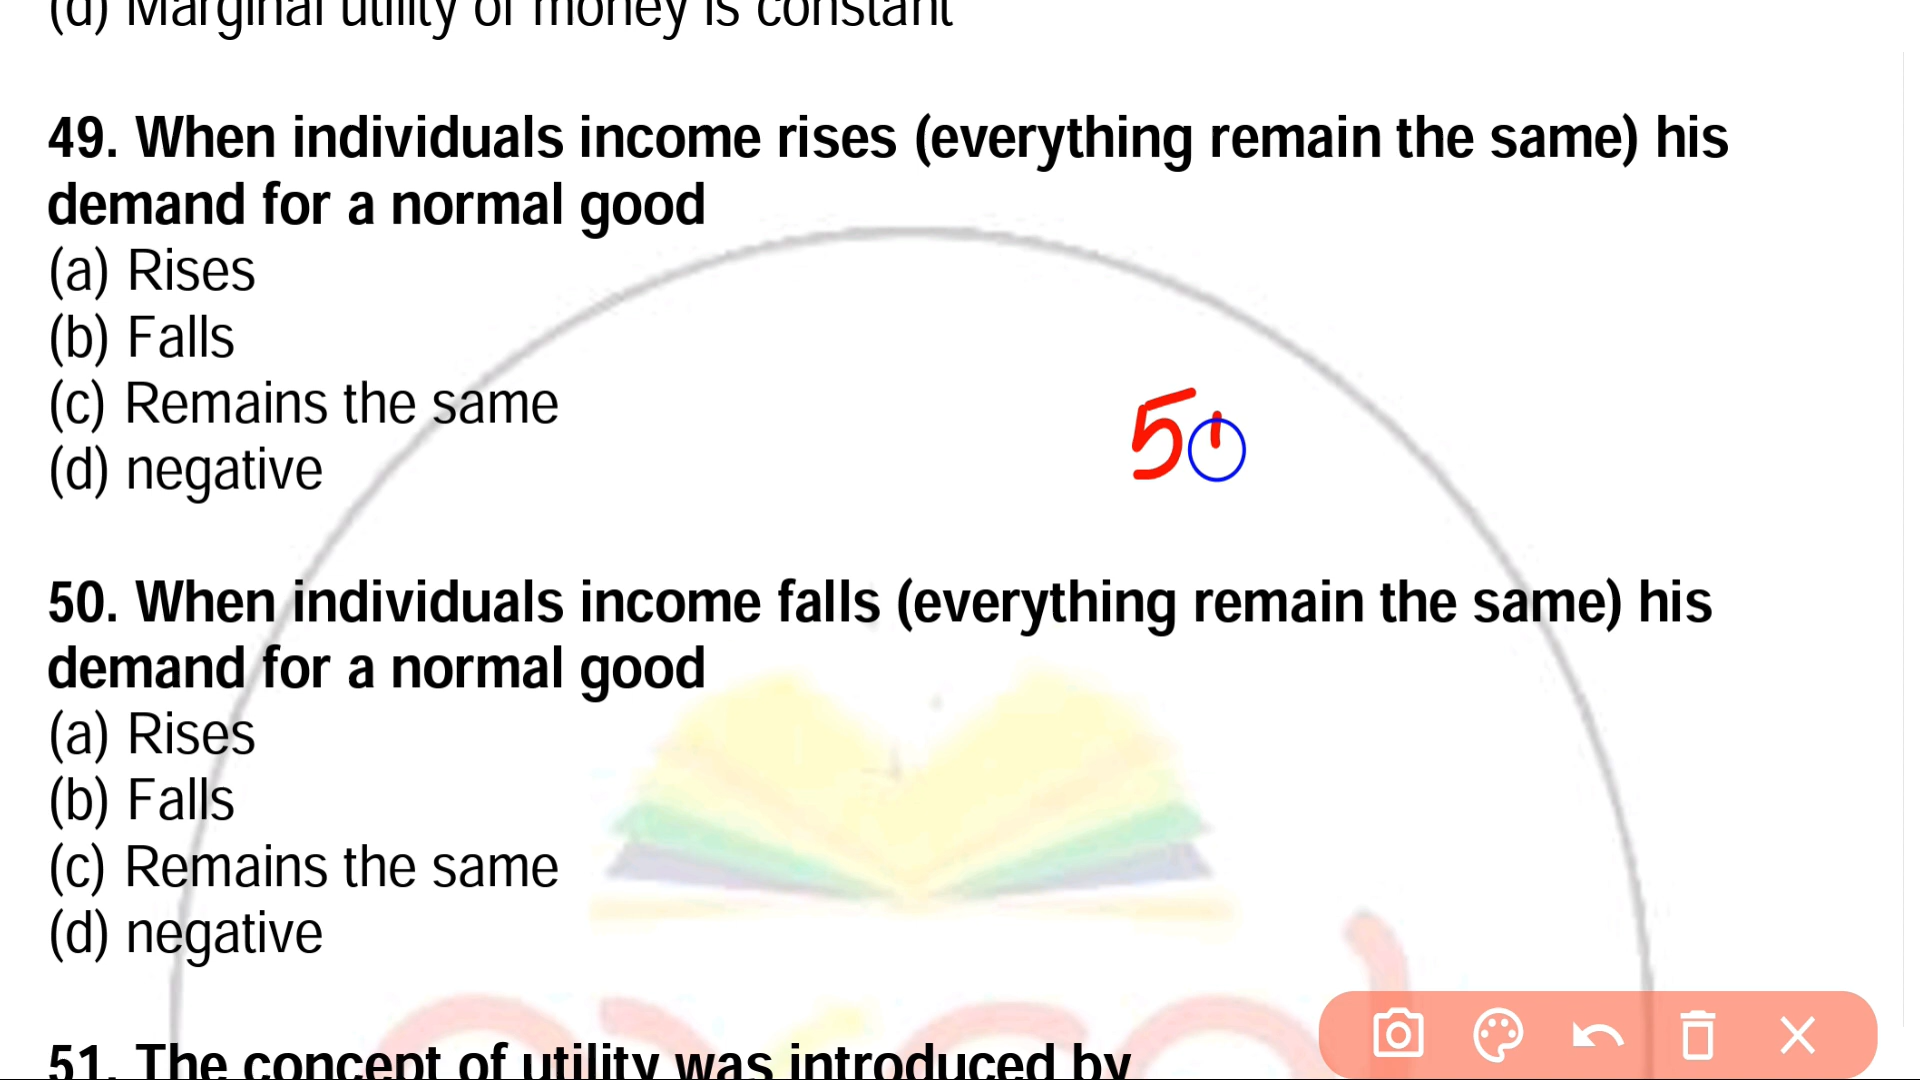 (d) Marginal utility of money is constant
49. When individuals income rises (everything remain the same) his
demand for a normal good
(a) Rises
(b) Falls
(c) Remains the same
(d) negative
50. When individuals income falls (everything remain the same) his
demand for a normal good
(a) Rises
(b) Falls
(c) Remains the same
(d) negative
51. The concept of utility was introduced by